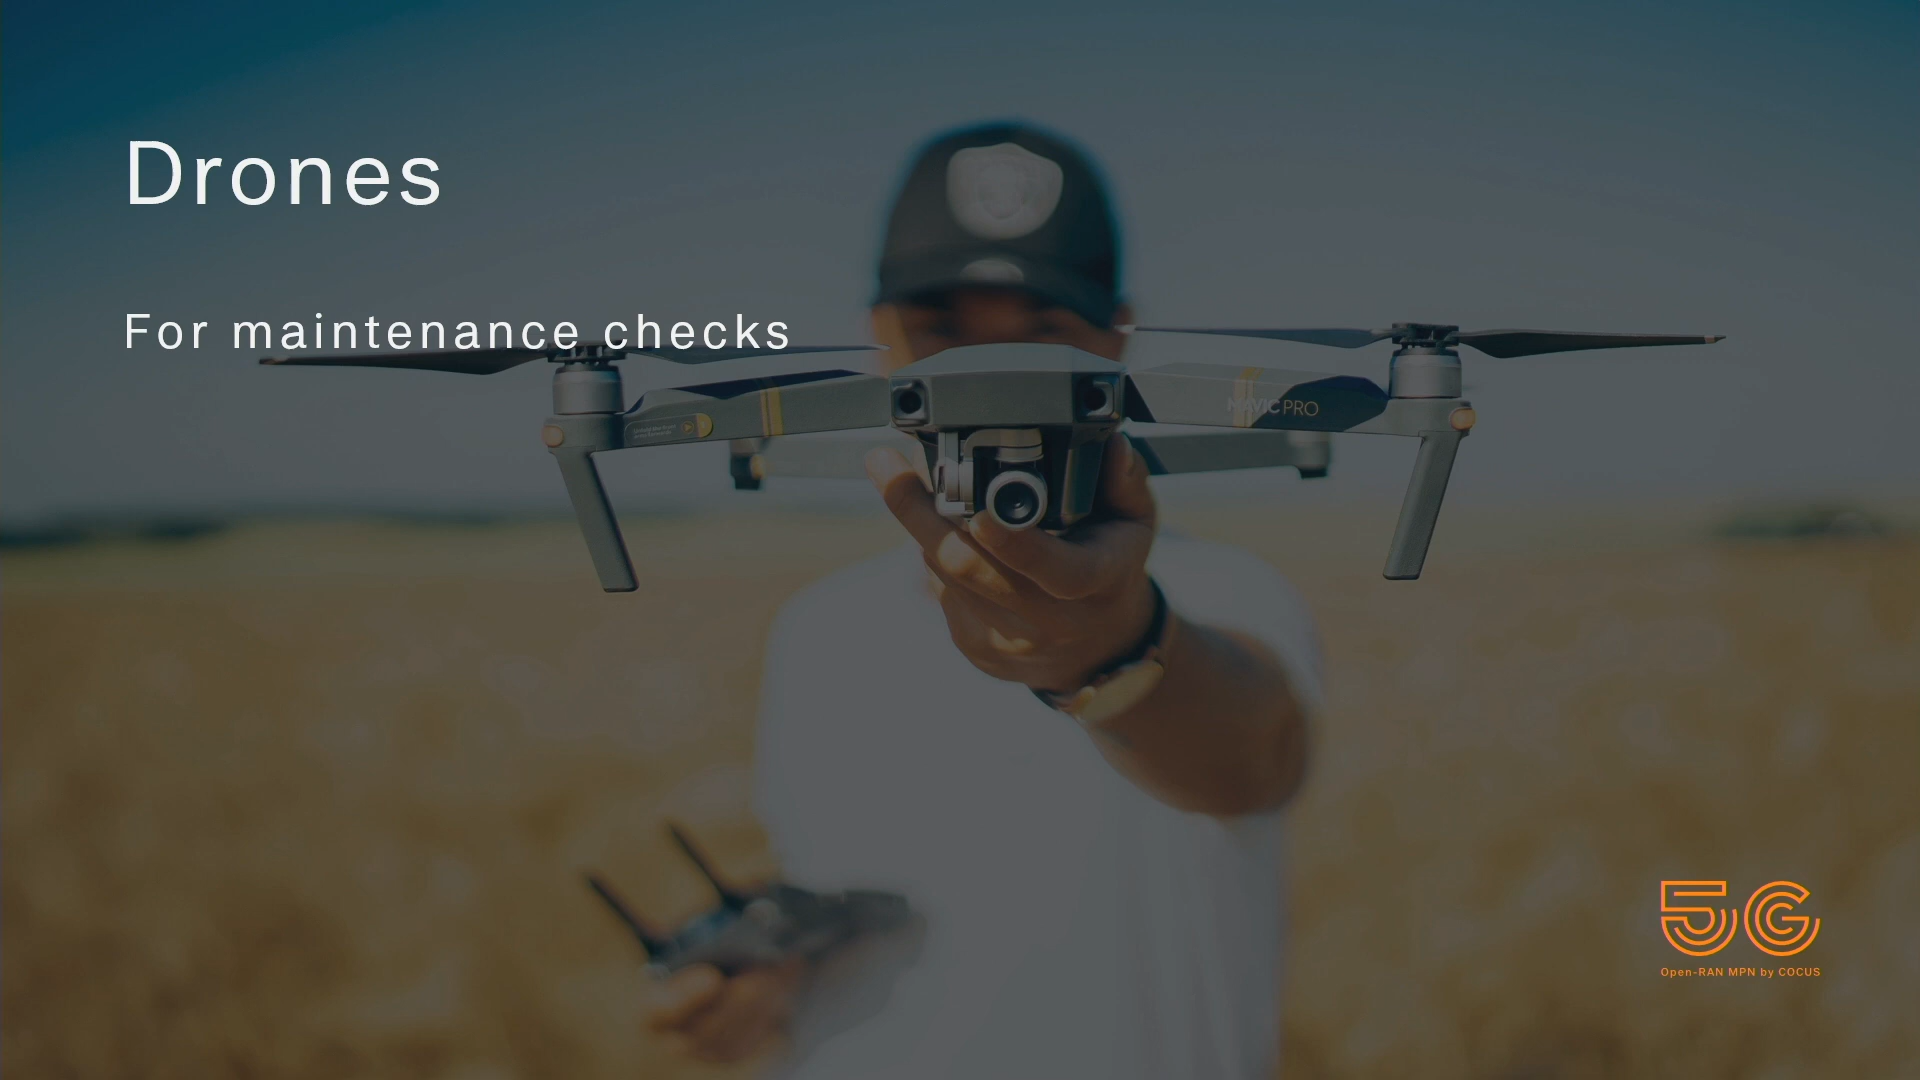 Drones
For maintenance checks
MAVIC PRO
5G
Open-RAN MPN by COCUS